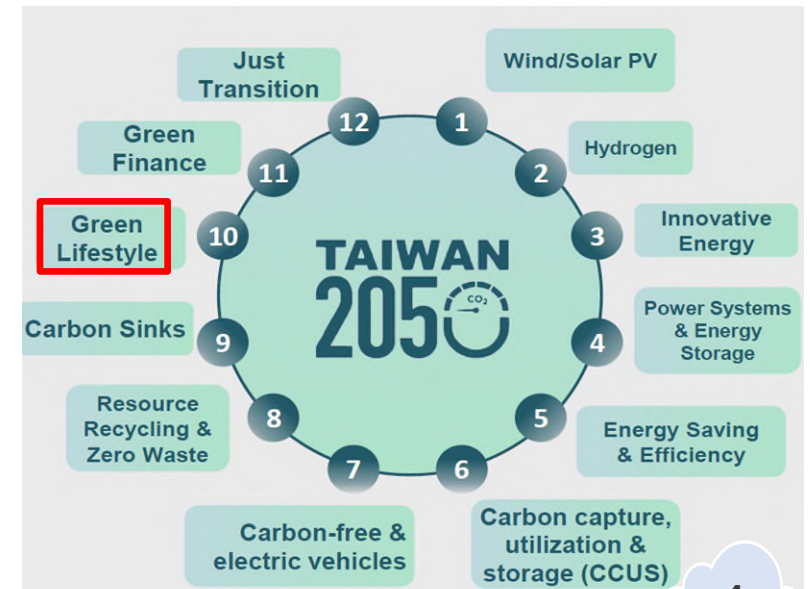 TAIWAN
205
CO₂
1
Wind/Solar PV
2
Hydrogen
3
Innovative
Energy
4
Power Systems
& Energy
Storage
5
Energy Saving
& Efficiency
6
Carbon capture,
utilization &
storage (CCUS)
7
Carbon-free &
electric vehicles
8
Resource
Recycling &
Zero Waste
9
Carbon Sinks
10
Green
Lifestyle
11
Green
Finance
12
Just
Transition